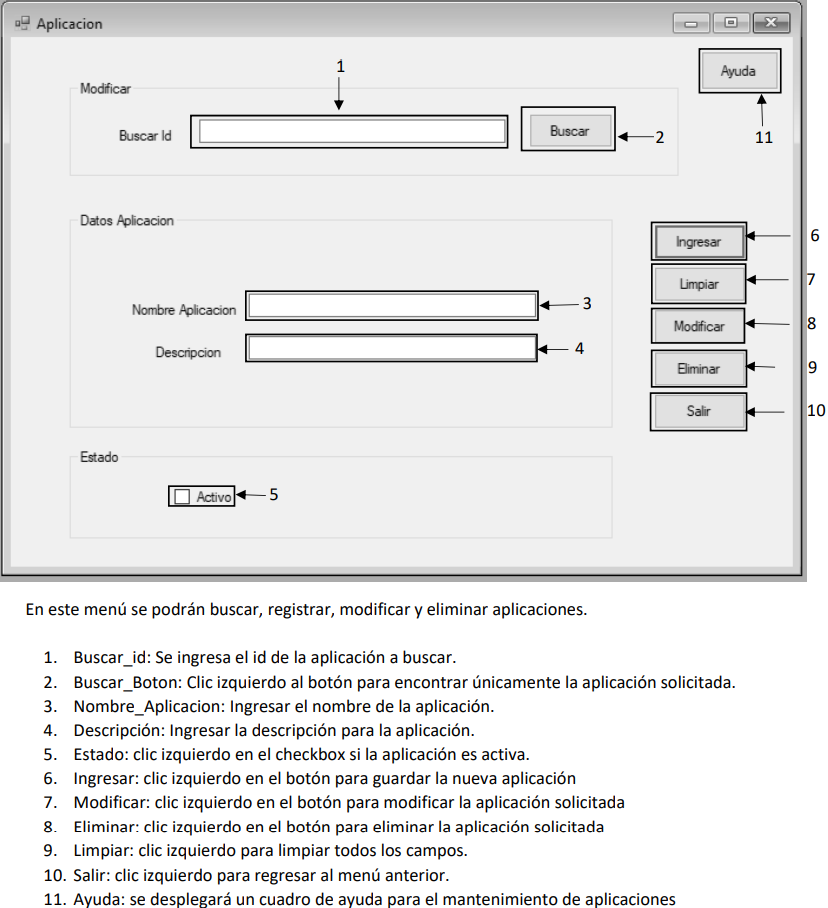 Aplicacion
Ayuda
1
Modificar
Buscar Id
Buscar
2
11
Datos Aplicacion
Ingresar
6
Limpiar
7
Nombre Aplicacion
3
Modificar
8
Descripcion
4
Eliminar
9
Salir
10
Estado
Activo
5
En este menú se podrán buscar, registrar, modificar y eliminar aplicaciones.
1. Buscar_id: Se ingresa el id de la aplicación a buscar.
2. Buscar_Boton: Clic izquierdo al botón para encontrar únicamente la aplicación solicitada.
3. Nombre_Aplicacion: Ingresar el nombre de la aplicación.
4. Descripción: Ingresar la descripción para la aplicación.
5. Estado: clic izquierdo en el checkbox si la aplicación es activa.
6. Ingresar: clic izquierdo en el botón para guardar la nueva aplicación
7. Modificar: clic izquierdo en el botón para modificar la aplicación solicitada
8. Eliminar: clic izquierdo en el botón para eliminar la aplicación solicitada
9. Limpiar: clic izquierdo para limpiar todos los campos.
10. Salir: clic izquierdo para regresar al menú anterior.
11. Ayuda: se desplegará un cuadro de ayuda para el mantenimiento de aplicaciones